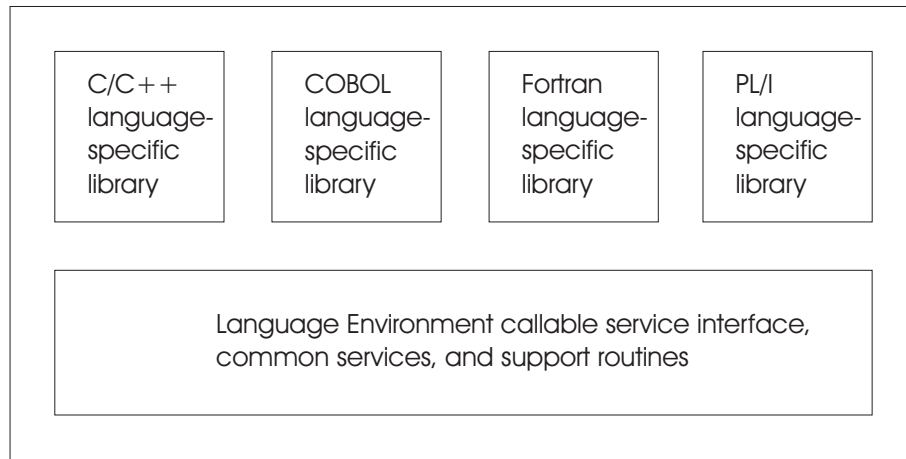 C/C++
language-
specific
library
COBOL
language-
specific
library
Fortran
language-
specific
library
PL/I
language-
specific
library
Language Environment callable service interface,
common services, and support routines